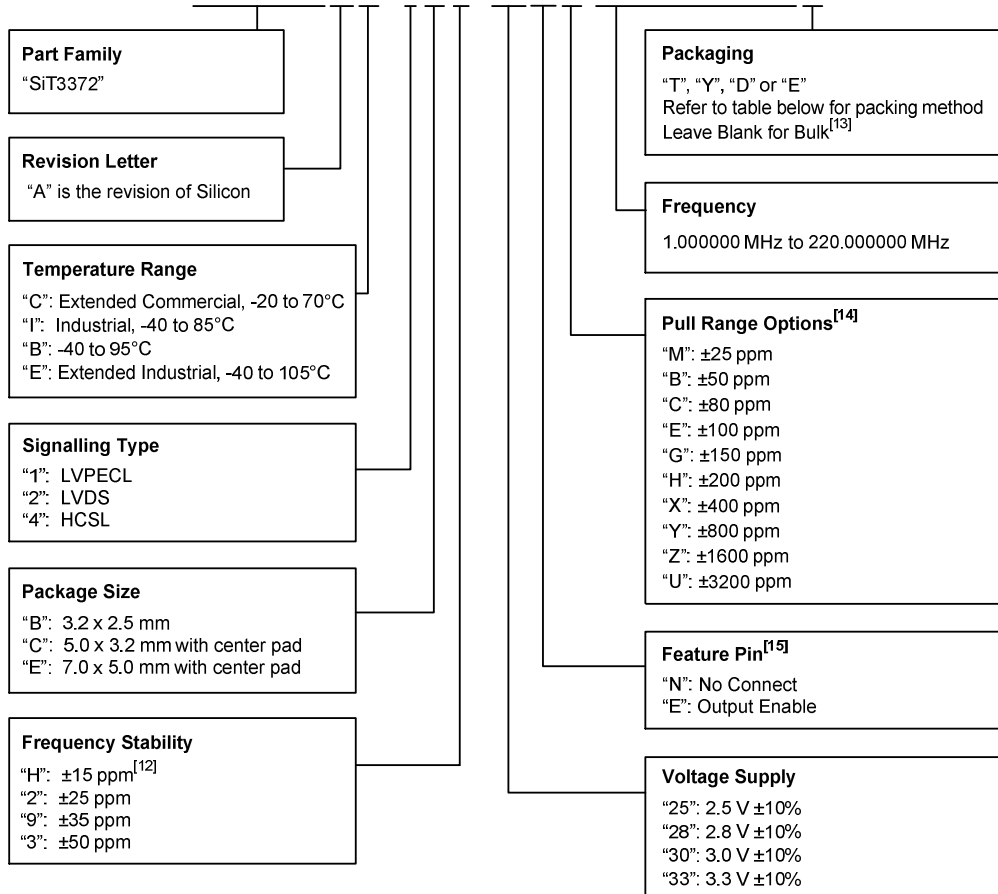 Part Family
“SiT3372”
Revision Letter
“A” is the revision of Silicon
Temperature Range
“C”: Extended Commercial, -20 to 70°C
“I”: Industrial, -40 to 85°C
“B”: -40 to 95°C
“E”: Extended Industrial, -40 to 105°C
Signalling Type
“1”: LVPECL
“2”: LVDS
“4”: HCSL
Package Size
“B”: 3.2 x 2.5 mm
“C”: 5.0 x 3.2 mm with center pad
“E”: 7.0 x 5.0 mm with center pad
Frequency Stability
“H”: ±15 ppm[12]
“2”: ±25 ppm
“9”: ±35 ppm
“3”: ±50 ppm
Packaging
“T”, “Y”, “D” or “E”
Refer to table below for packing method
Leave Blank for Bulk[13]
Frequency
1.000000 MHz to 220.000000 MHz
Pull Range Options[14]
“M”: ±25 ppm
“B”: ±50 ppm
“C”: ±80 ppm
“E”: ±100 ppm
“G”: ±150 ppm
“H”: ±200 ppm
“X”: ±400 ppm
“Y”: ±800 ppm
“Z”: ±1600 ppm
“U”: ±3200 ppm
Feature Pin[15]
“N”: No Connect
“E”: Output Enable
Voltage Supply
“25”: 2.5 V ±10%
“28”: 2.8 V ±10%
“30”: 3.0 V ±10%
“33”: 3.3 V ±10%